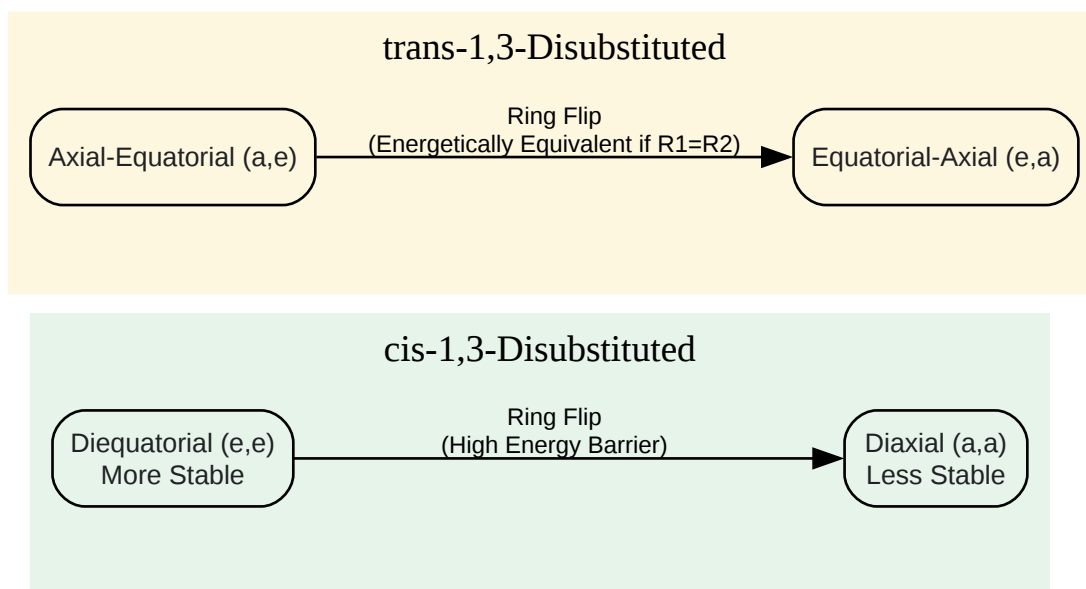 trans-1,3-Disubstituted
Ring Flip
(Energetically Equivalent if R1=R2)
Axial-Equatorial (a,e)
Equatorial-Axial (e,a)
cis-1,3-Disubstituted
Ring Flip
(High Energy Barrier)
Diequatorial (e,e)
More Stable
Diaxial (a,a)
Less Stable